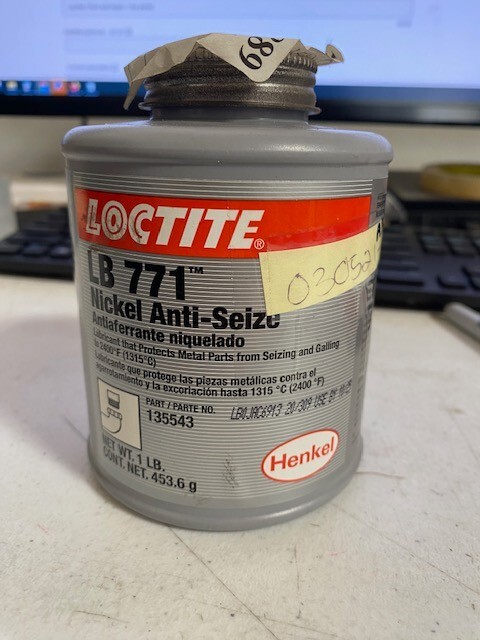 689
LOCTITE®
LB 771™
Nickel Anti-Seize
Antiaferrante niquelado
Lubricant that Protects Metal Parts from Seizing and Galling
to 2400°F (1315°C)
Lubricante que protege las piezas metálicas contra el
agarrotamiento y la excoriación hasta 1315 °C (2400 °F)
PART / PARTE NO.
135543
NET WT. 1 LB.
CONT. NET. 453.6 g
Henkel